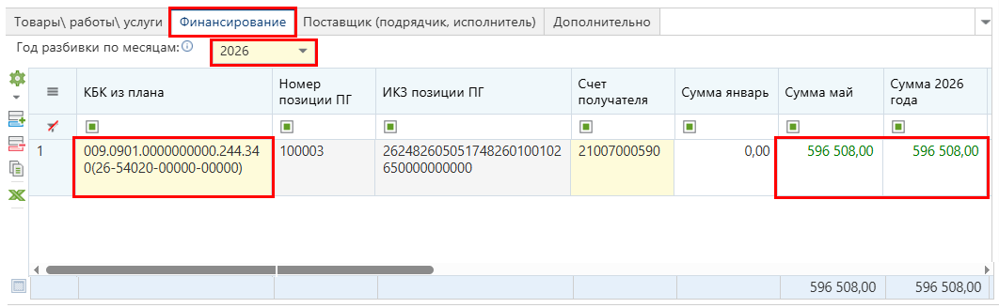 Товары\ работы\ услуги Финансирование Поставщик (подрядчик, исполнитель) Дополнительно
Год разбивки по месяцам: 2026
КБК из плана
Номер позиции ПГ
ИКЗ позиции ПГ
Счет получателя
Сумма январь
Сумма май
Сумма 2026 года
1
009.0901.0000000000.244.34
0(26-54020-00000-00000)
100003
26248260505174826010010​2
650000000000
21007000590
0,00
596 508,00
596 508,00
596 508,00 596 508,00